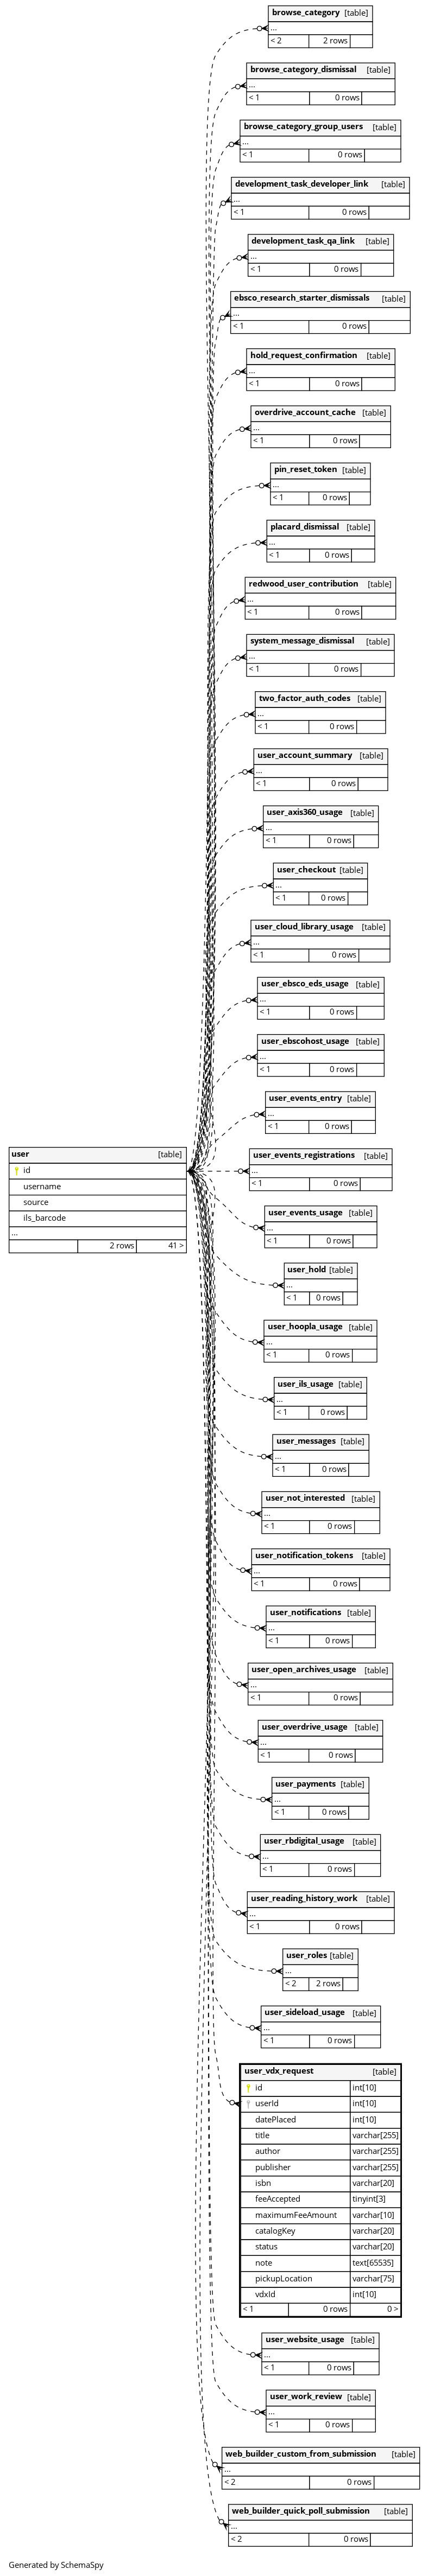 browse_category [table]
...
< 2 2 rows
browse_category_dismissal [table]
...
< 1 0 rows
browse_category_group_users [table]
...
< 1 0 rows
development_task_developer_link [table]
...
< 1 0 rows
development_task_qa_link [table]
...
< 1 0 rows
ebsco_research_starter_dismissals [table]
...
< 1 0 rows
hold_request_confirmation [table]
...
< 1 0 rows
overdrive_account_cache [table]
...
< 1 0 rows
pin_reset_token [table]
...
< 1 0 rows
placard_dismissal [table]
...
< 1 0 rows
redwood_user_contribution [table]
...
< 1 0 rows
system_message_dismissal [table]
...
< 1 0 rows
two_factor_auth_codes [table]
...
< 1 0 rows
user_account_summary [table]
...
< 1 0 rows
user_axis360_usage [table]
...
< 1 0 rows
user_checkout [table]
...
< 1 0 rows
user_cloud_library_usage [table]
...
< 1 0 rows
user_ebsco_eds_usage [table]
...
< 1 0 rows
user_ebscohost_usage [table]
...
< 1 0 rows
user_events_entry [table]
...
< 1 0 rows
user [table]
id
username
source
ils_barcode
...
2 rows 41 >
user_events_registrations [table]
...
< 1 0 rows
user_events_usage [table]
...
< 1 0 rows
user_hold [table]
...
< 1 0 rows
user_hoopla_usage [table]
...
< 1 0 rows
user_ils_usage [table]
...
< 1 0 rows
user_messages [table]
...
< 1 0 rows
user_not_interested [table]
...
< 1 0 rows
user_notification_tokens [table]
...
< 1 0 rows
user_notifications [table]
...
< 1 0 rows
user_open_archives_usage [table]
...
< 1 0 rows
user_overdrive_usage [table]
...
< 1 0 rows
user_payments [table]
...
< 1 0 rows
user_rbdigital_usage [table]
...
< 1 0 rows
user_reading_history_work [table]
...
< 1 0 rows
user_roles [table]
...
< 2 2 rows
user_sideload_usage [table]
...
< 1 0 rows
user_vdx_request [table]
id int[10]
userId int[10]
datePlaced int[10]
title varchar[255]
author varchar[255]
publisher varchar[255]
isbn varchar[20]
feeAccepted tinyint[3]
maximumFeeAmount varchar[10]
catalogKey varchar[20]
status varchar[20]
note text[65535]
pickupLocation varchar[75]
vdxId int[10]
< 1 0 rows 0 >
user_website_usage [table]
...
< 1 0 rows
user_work_review [table]
...
< 1 0 rows
web_builder_custom_from_submission [table]
...
< 2 0 rows
web_builder_quick_poll_submission [table]
...
< 2 0 rows
Generated by SchemaSpy